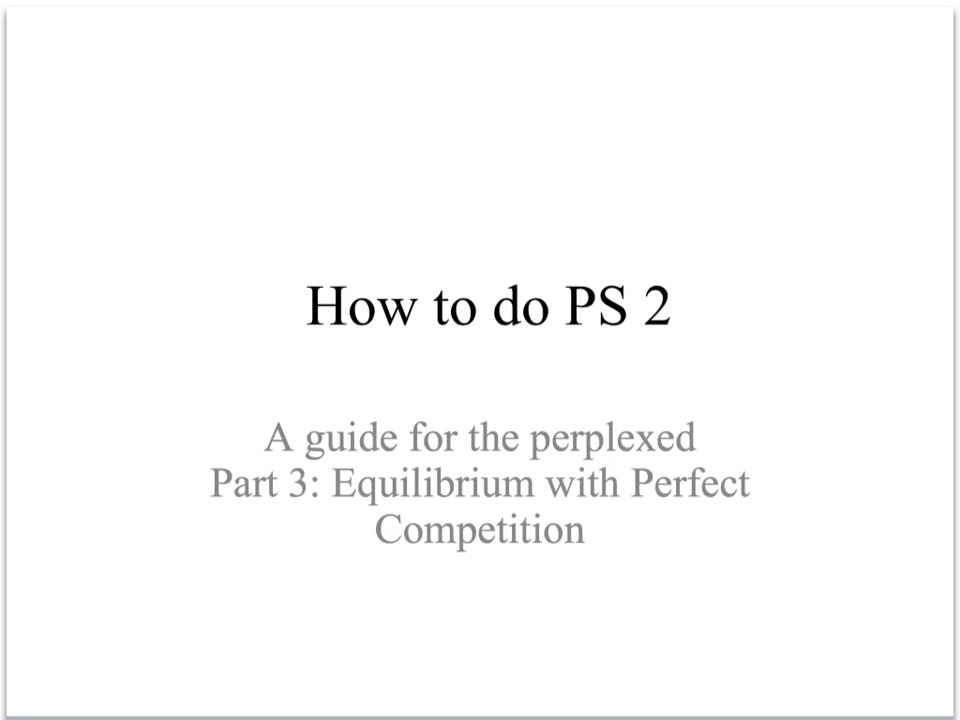 How to do PS 2
A guide for the perplexed
Part 3: Equilibrium with Perfect
Competition